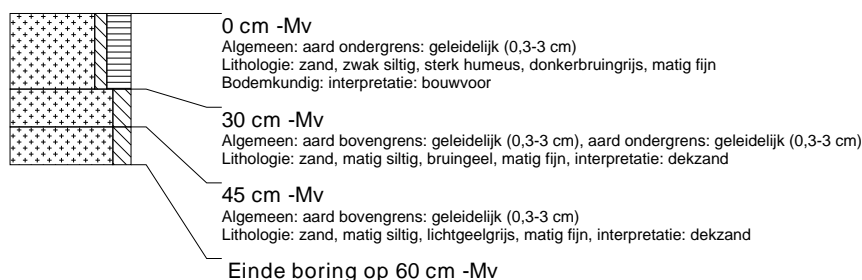 0 cm -Mv
Algemeen: aard ondergrens: geleidelijk (0,3-3 cm)
Lithologie: zand, zwak siltig, sterk humeus, donkerbruingrijs, matig fijn
Bodemkundig: interpretatie: bouwvoor
30 cm -Mv
Algemeen: aard bovengrens: geleidelijk (0,3-3 cm), aard ondergrens: geleidelijk (0,3-3 cm)
Lithologie: zand, matig siltig, bruingeel, matig fijn, interpretatie: dekzand
45 cm -Mv
Algemeen: aard bovengrens: geleidelijk (0,3-3 cm)
Lithologie: zand, matig siltig, lichtgeelgrijs, matig fijn, interpretatie: dekzand
Einde boring op 60 cm -Mv